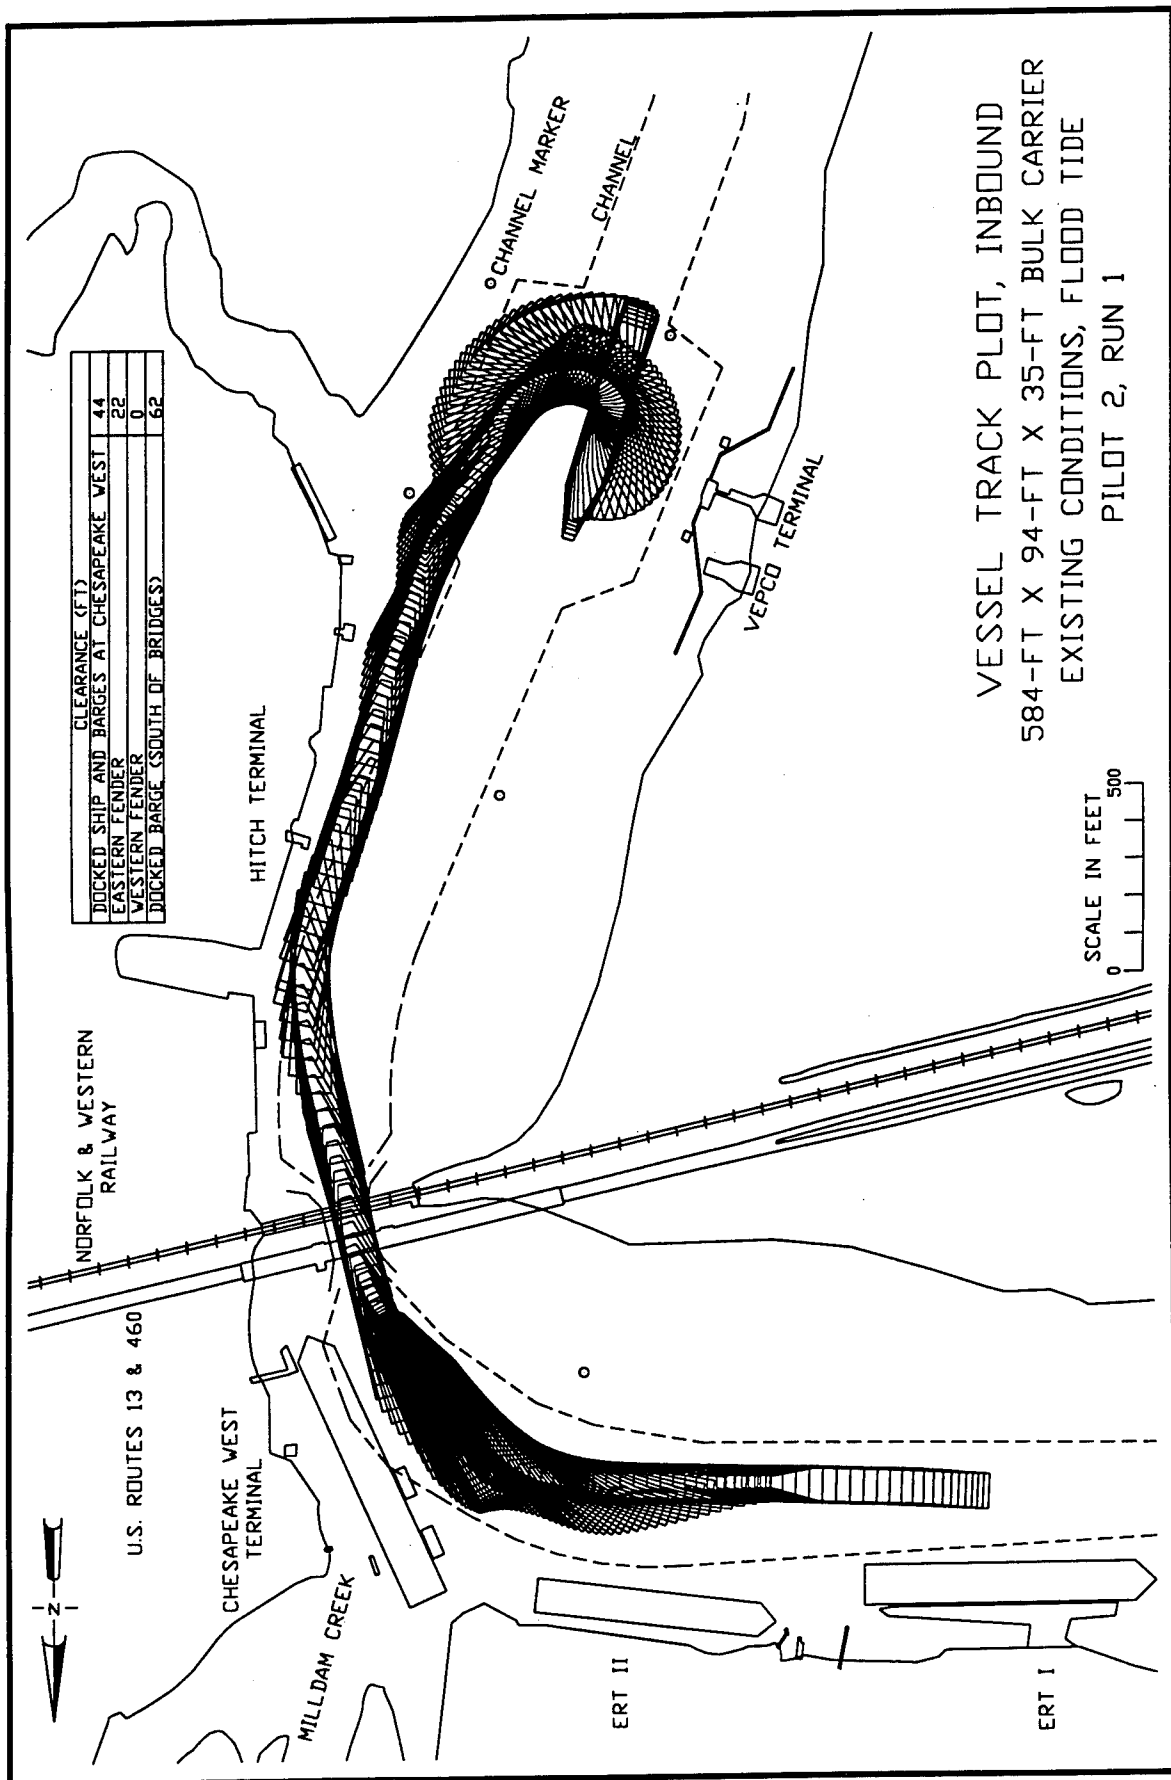 CLEARANCE (FT)
DOCKED SHIP AND BARGES AT CHESAPEAKE WEST 44
EASTERN FENDER 22
WESTERN FENDER 0
DOCKED BARGE (SOUTH OF BRIDGES) 62
N
U.S. ROUTES 13 & 460
NORFOLK & WESTERN
RAILWAY
HITCH TERMINAL
CHANNEL MARKER
CHANNEL
CHESAPEAKE WEST
TERMINAL
MILLDAM CREEK
VEPCO TERMINAL
ERT II
ERT I
SCALE IN FEET
0 500
VESSEL TRACK PLOT, INBOUND
584-FT X 94-FT X 35-FT BULK CARRIER
EXISTING CONDITIONS, FLOOD TIDE
PILOT 2, RUN 1